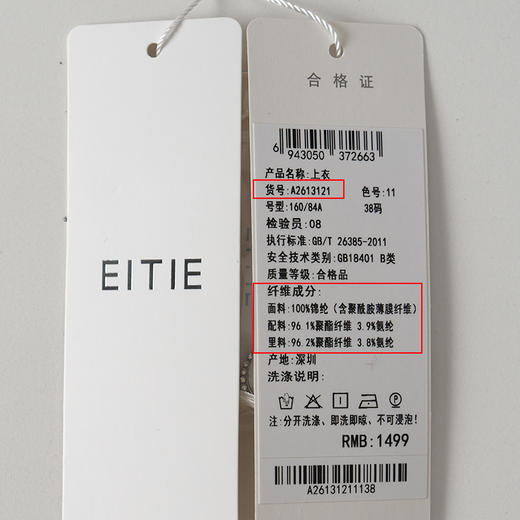 EITIE
合格证
6 943050 372663
产品名称:上衣
货号:A2613121 色号:11
号型:160/84A 38码
检验员:08
执行标准:GB/T 26385-2011
安全技术类别:GB18401 B类
质量等级:合格品
纤维成分:
面料:100%锦纶(含聚酰胺薄膜纤维)
配料:96.1%聚酯纤维 3.9%氨纶
里料:96.2%聚酯纤维 3.8%氨纶
产地:深圳
洗涤说明:
注:分开洗涤、即洗即晾、不可浸泡!
RMB:1499
A26131211138